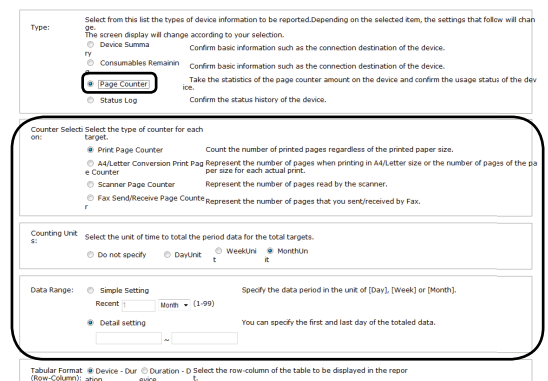 Type:
Select from this list the types of device information to be reported.Depending on the selected item, the settings that follow will chan
ge.
The screen display will change according to your selection.
Device Summa
ry
Confirm basic information such as the connection destination of the device.
Consumables Remainin
g
Confirm basic information such as the connection destination of the device.
Page Counter
Take the statistics of the page counter amount on the device and confirm the usage status of the dev
ice.
Status Log
Confirm the status history of the device.
Counter Selecti
on:
Select the type of counter for each
target.
Print Page Counter
Count the number of printed pages regardless of the printed paper size.
A4/Letter Conversion Print Pag
e Counter
Represent the number of pages when printing in A4/Letter size or the number of pages of the pa
per size for each actual print.
Scanner Page Counter
Represent the number of pages read by the scanner.
Fax Send/Receive Page Counte
r
Represent the number of pages that you sent/received by Fax.
Counting Unit
s:
Select the unit of time to total the period data for the total targets.
Do not specify
DayUnit
WeekUni
t
MonthUn
it
Data Range:
Simple Setting
Specify the data period in the unit of [Day], [Week] or [Month].
Recent 1 Month (1-99)
Detail setting
You can specify the first and last day of the totaled data.
~
Tabular Format
(Row-Column):
Device - Dur
ation
Duration - D
evice
Select the row-column of the table to be displayed in the repor
t.